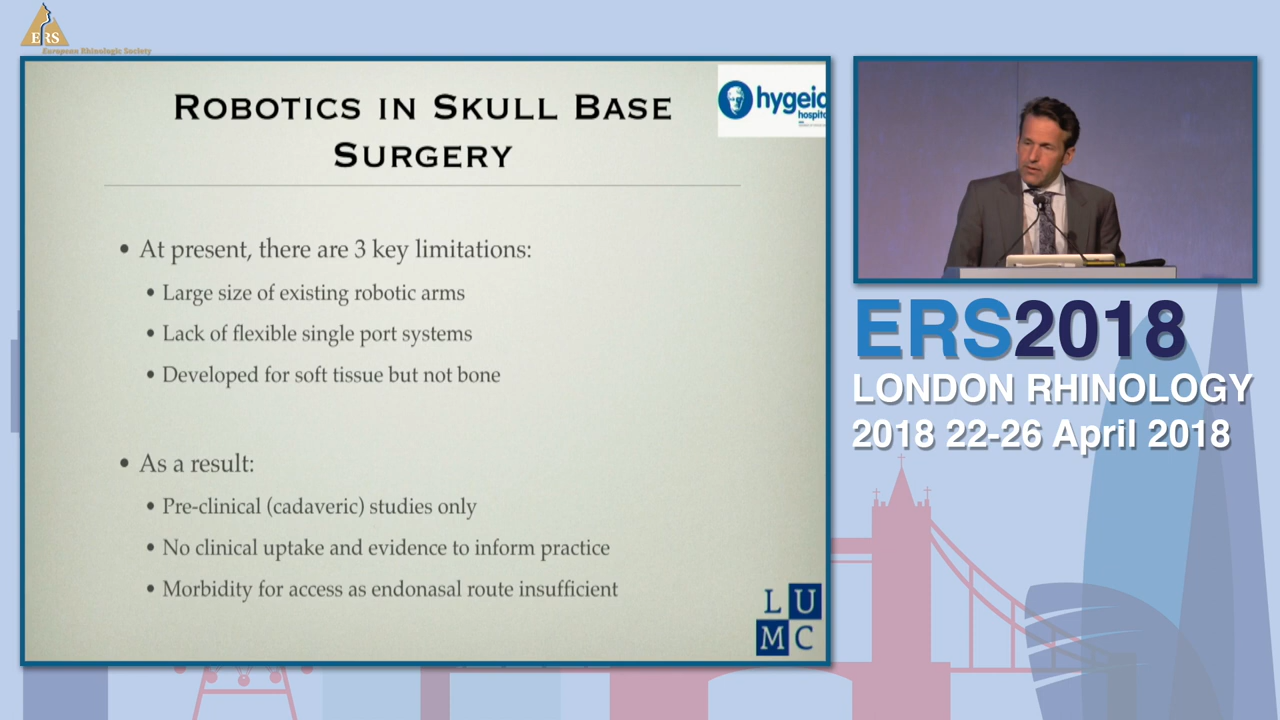 ERS
European Rhinologic Society
ROBOTICS IN SKULL BASE
SURGERY
hygeia
hospital
• At present, there are 3 key limitations:
• Large size of existing robotic arms
• Lack of flexible single port systems
• Developed for soft tissue but not bone
• As a result:
• Pre-clinical (cadaveric) studies only
• No clinical uptake and evidence to inform practice
• Morbidity for access as endonasal route insufficient
L U
M C
ERS2018
LONDON RHINOLOGY
2018 22-26 April 2018